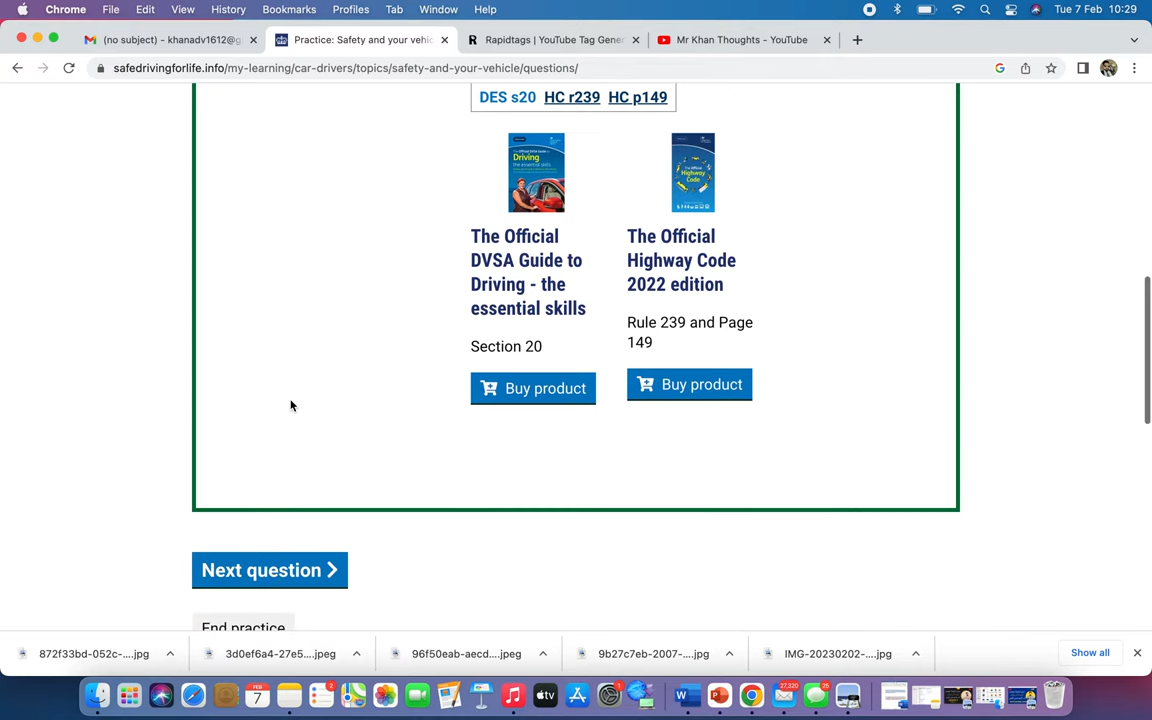 Chrome File Edit View History Bookmarks Profiles Tab Window Help Tue 7 Feb 10:29
(no subject) - khanadv1612@g Practice: Safety and your vehic Rapidtags | YouTube Tag Gener Mr Khan Thoughts - YouTube
safedrivingforlife.info/my-learning/car-drivers/topics/safety-and-your-vehicle/questions/
DES s20 HC r239 HC p149
The Official
DVSA Guide to
Driving - the
essential skills
Section 20
Buy product
The Official
Highway Code
2022 edition
Rule 239 and Page
149
Buy product
Next question
End practice
872f33bd-052c-....jpg 3d0ef6a4-27e5....jpeg 96f50eab-aecd....jpeg 9b27c7eb-2007-....jpg IMG-20230202-....jpg Show all